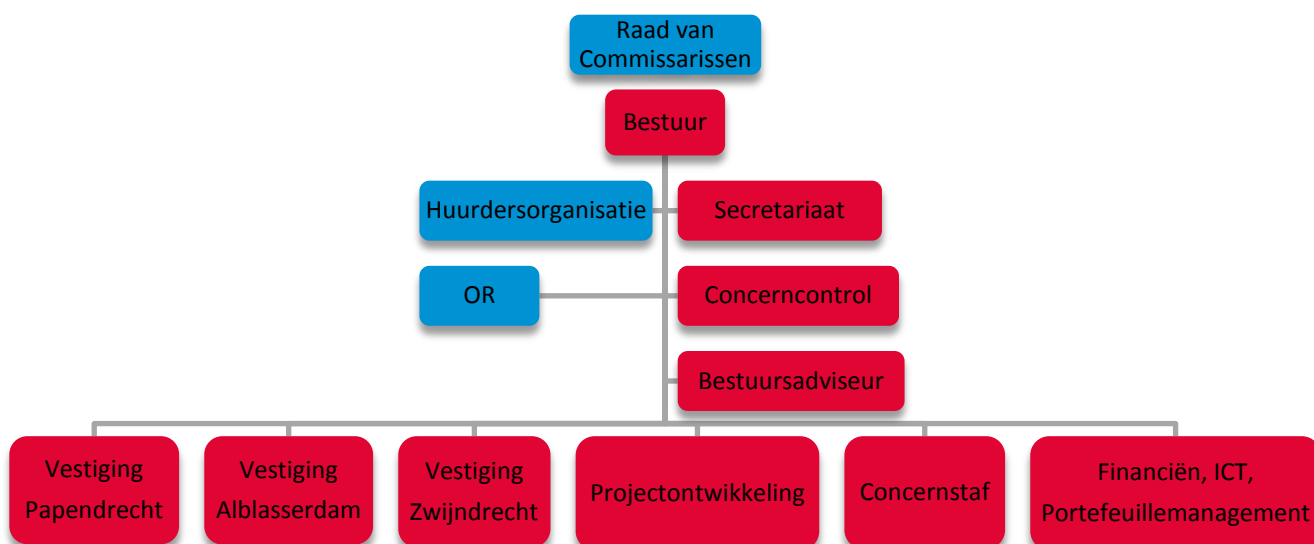 Raad van
Commissarissen
Bestuur
Huurdersorganisatie
Secretariaat
OR
Concerncontrol
Bestuursadviseur
Vestiging
Papendrecht
Vestiging
Alblasserdam
Vestiging
Zwijndrecht
Projectontwikkeling
Concernstaf
Financiën, ICT,
Portefeuillemanagement